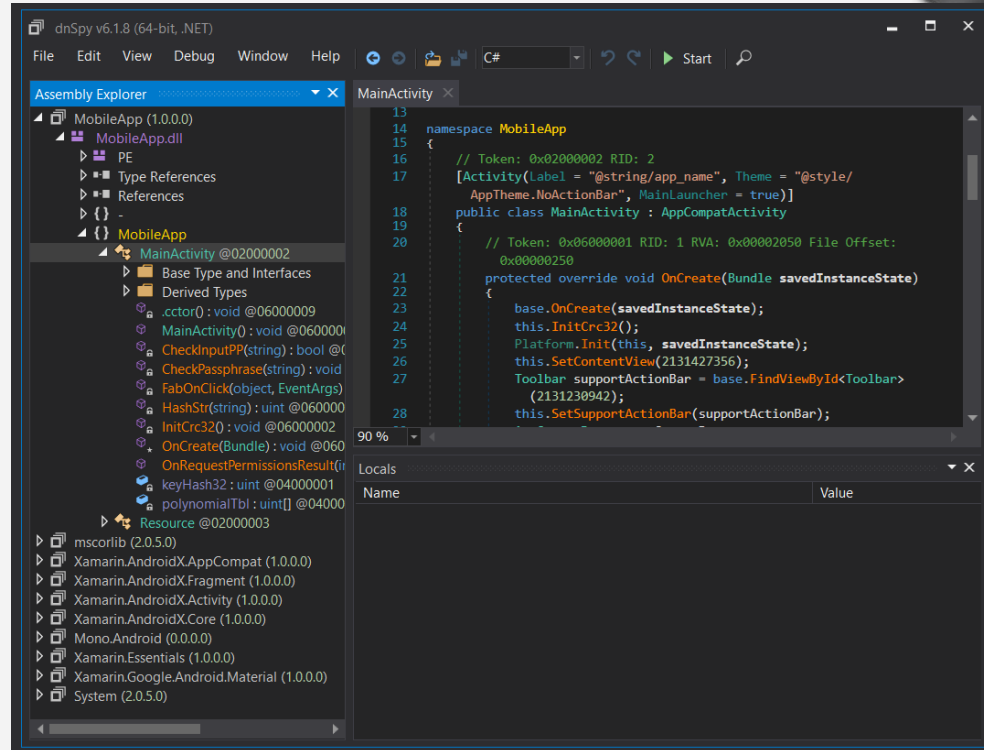 dnSpy v6.1.8 (64-bit, .NET)
File Edit View Debug Window Help C# Start
Assembly Explorer
MobileApp (1.0.0.0)
MobileApp.dll
PE
Type References
References
{ } -
{ } MobileApp
MainActivity @02000002
Base Type and Interfaces
Derived Types
.cctor() : void @06000009
MainActivity() : void @060000
CheckInputPP(string) : bool @0
CheckPassphrase(string) : void
FabOnClick(object, EventArgs)
HashStr(string) : uint @060000
InitCrc32() : void @06000002
OnCreate(Bundle) : void @060
OnRequestPermissionsResult(i
keyHash32 : uint @04000001
polynomialTbl : uint[] @04000
Resource @02000003
mscorlib (2.0.5.0)
Xamarin.AndroidX.AppCompat (1.0.0.0)
Xamarin.AndroidX.Fragment (1.0.0.0)
Xamarin.AndroidX.Activity (1.0.0.0)
Xamarin.AndroidX.Core (1.0.0.0)
Mono.Android (0.0.0.0)
Xamarin.Essentials (1.0.0.0)
Xamarin.Google.Android.Material (1.0.0.0)
System (2.0.5.0)
MainActivity
13
14 namespace MobileApp
15 {
16 // Token: 0x02000002 RID: 2
17 [Activity(Label = "@string/app_name", Theme = "@style/
AppTheme.NoActionBar", MainLauncher = true)]
18 public class MainActivity : AppCompatActivity
19 {
20 // Token: 0x06000001 RID: 1 RVA: 0x00002050 File Offset:
0x00000250
21 protected override void OnCreate(Bundle savedInstanceState)
22 {
23 base.OnCreate(savedInstanceState);
24 this.InitCrc32();
25 Platform.Init(this, savedInstanceState);
26 this.SetContentView(2131427356);
27 Toolbar supportActionBar = base.FindViewById<Toolbar>
(2131230942);
28 this.SetSupportActionBar(supportActionBar);
90 %
Locals
Name Value